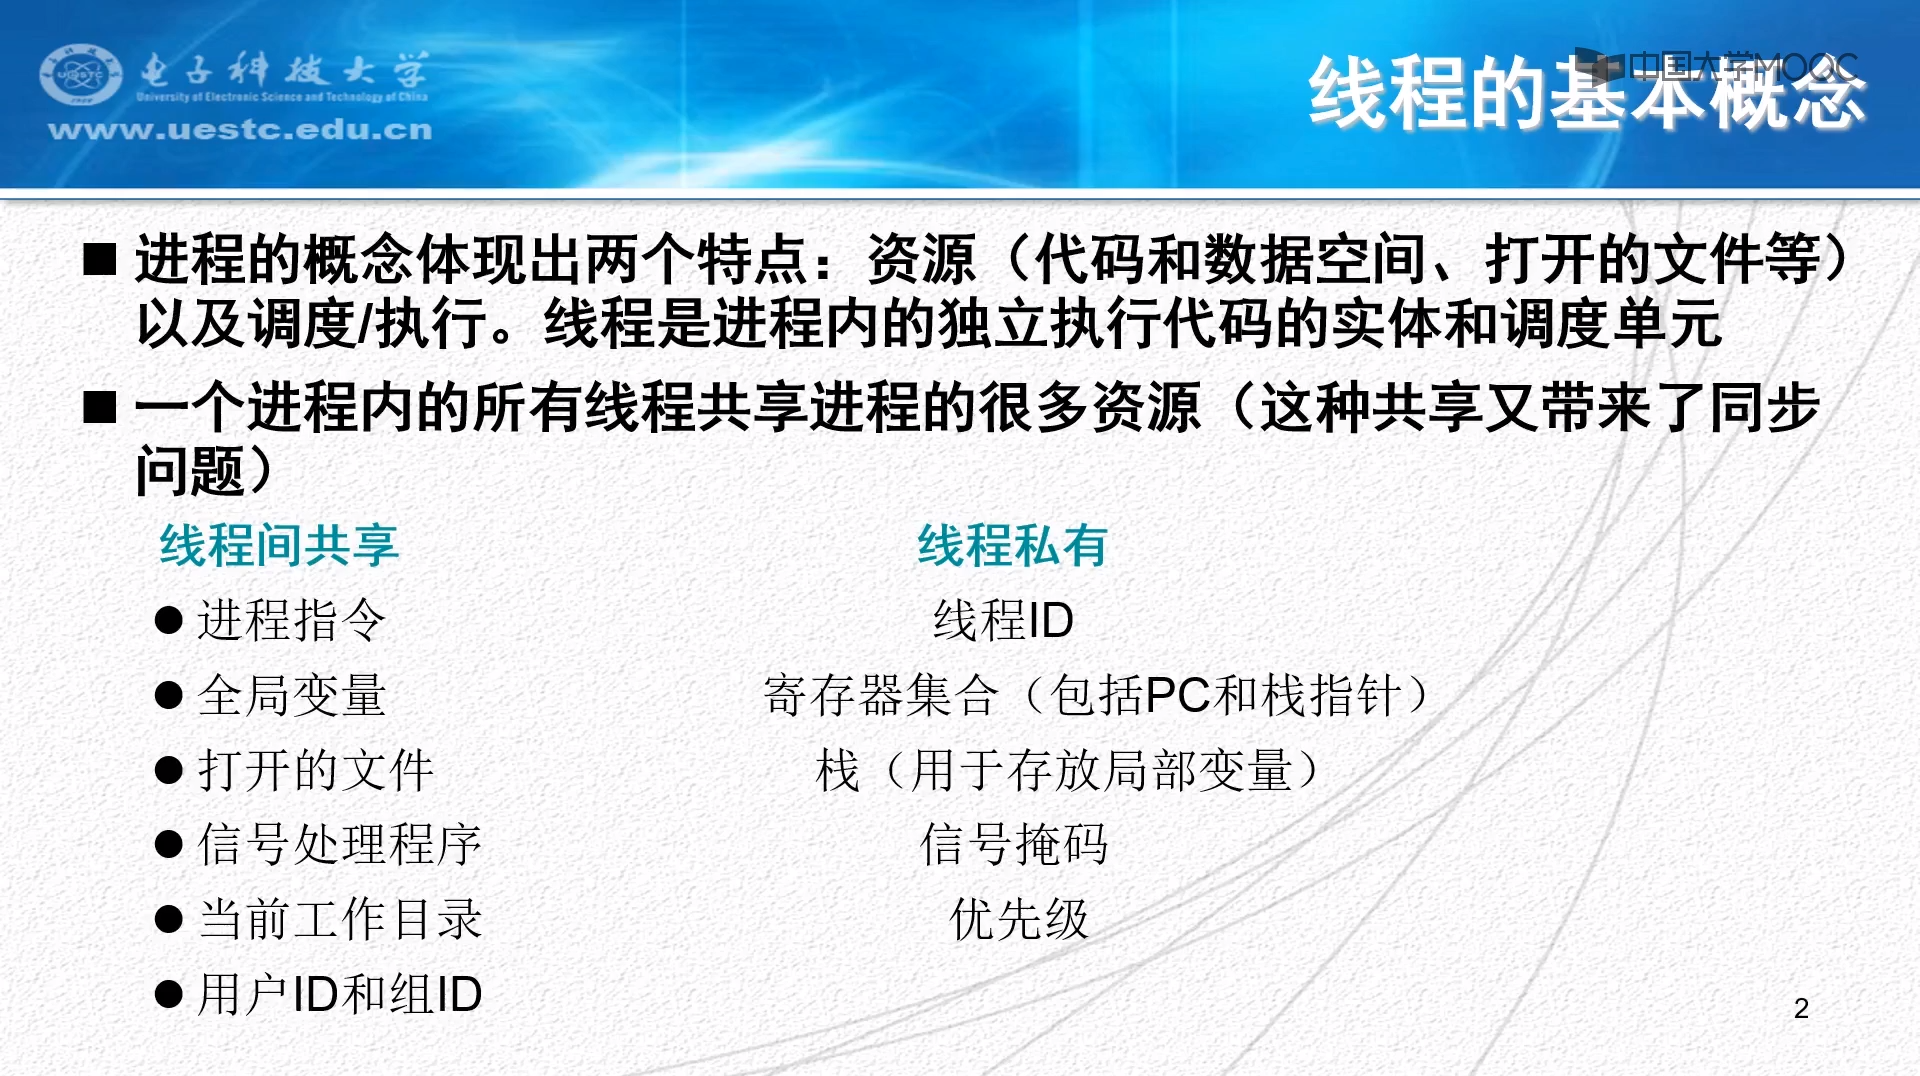 电子科技大学
University of Electronic Science and Technology of China
www.uestc.edu.cn
中国大学MOOC
线程的基本概念
进程的概念体现出两个特点：资源（代码和数据空间、打开的文件等）
以及调度/执行。线程是进程内的独立执行代码的实体和调度单元
一个进程内的所有线程共享进程的很多资源（这种共享又带来了同步
问题）
线程间共享 线程私有
进程指令 线程ID
全局变量 寄存器集合（包括PC和栈指针）
打开的文件 栈（用于存放局部变量）
信号处理程序 信号掩码
当前工作目录 优先级
用户ID和组ID
2